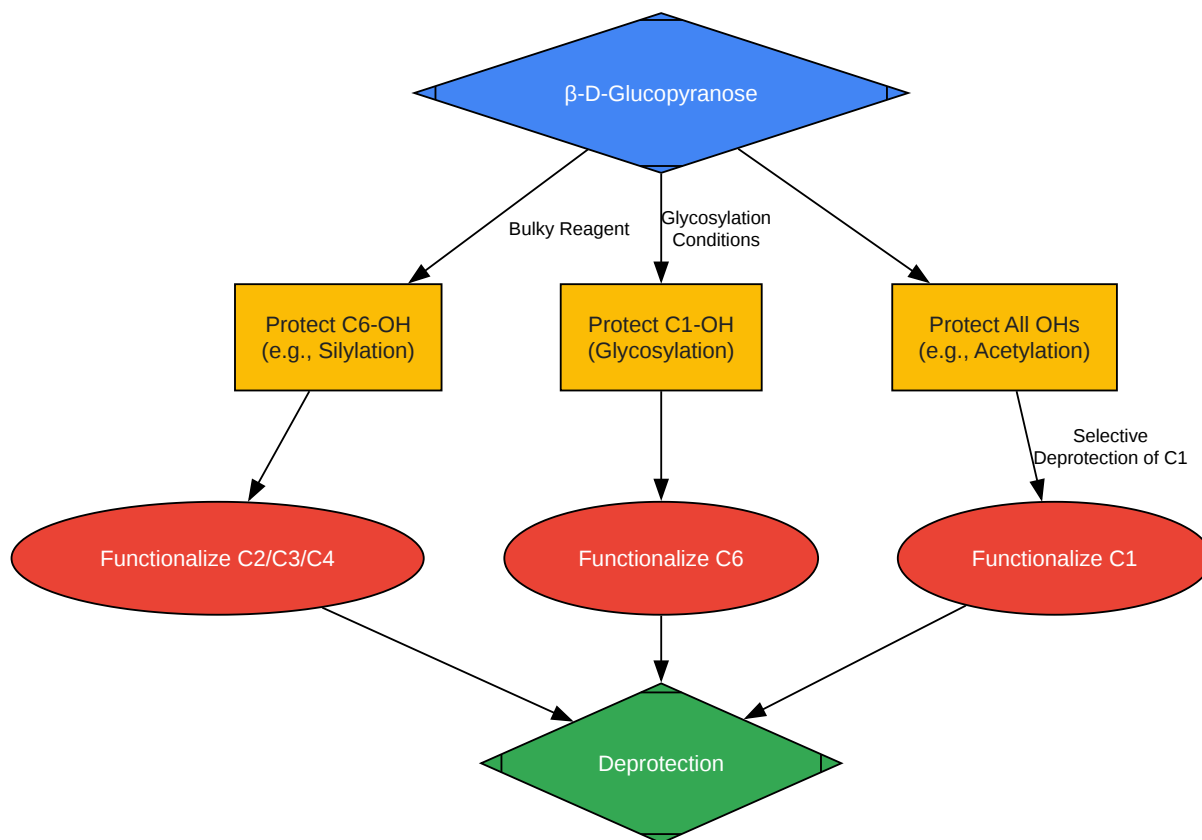 β-D-Glucopyranose
Bulky Reagent
Glycosylation
Conditions
Protect C6-OH
(e.g., Silylation)
Protect C1-OH
(Glycosylation)
Protect All OHs
(e.g., Acetylation)
Selective
Deprotection of C1
Functionalize C2/C3/C4
Functionalize C6
Functionalize C1
Deprotection